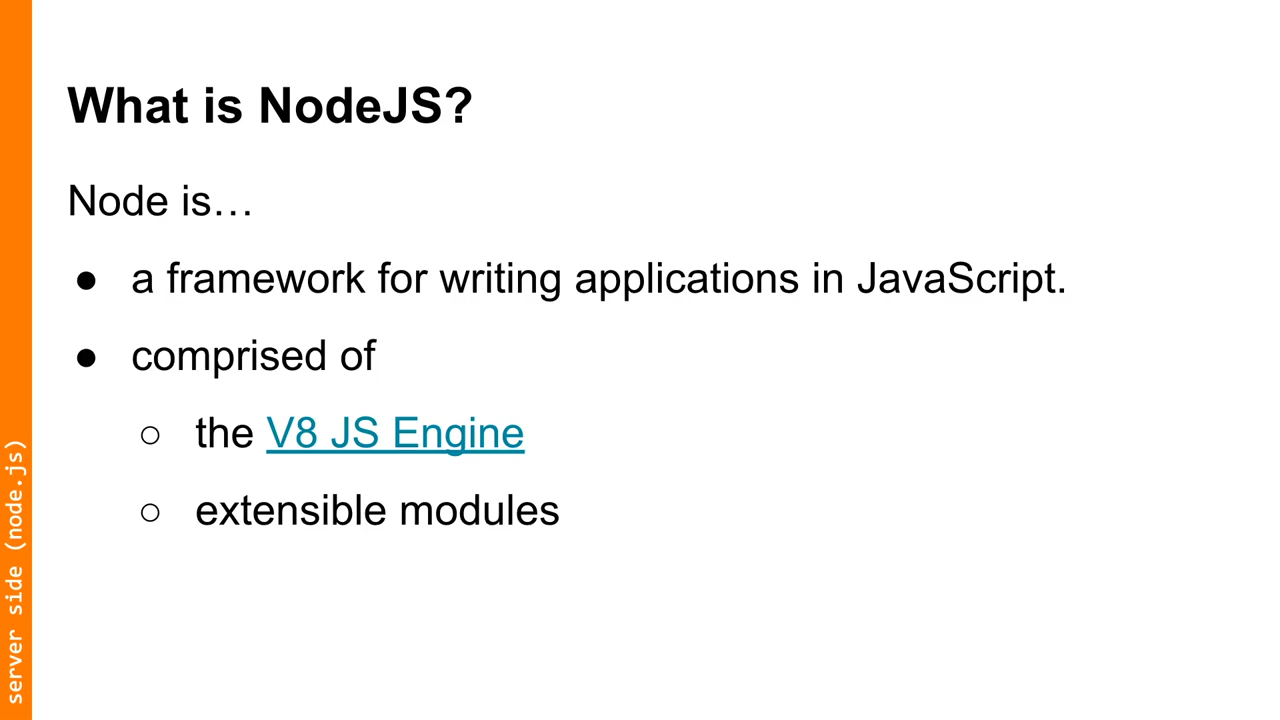 What is NodeJS?
Node is…
● a framework for writing applications in JavaScript.
● comprised of
○ the V8 JS Engine
○ extensible modules
server side (node.js)